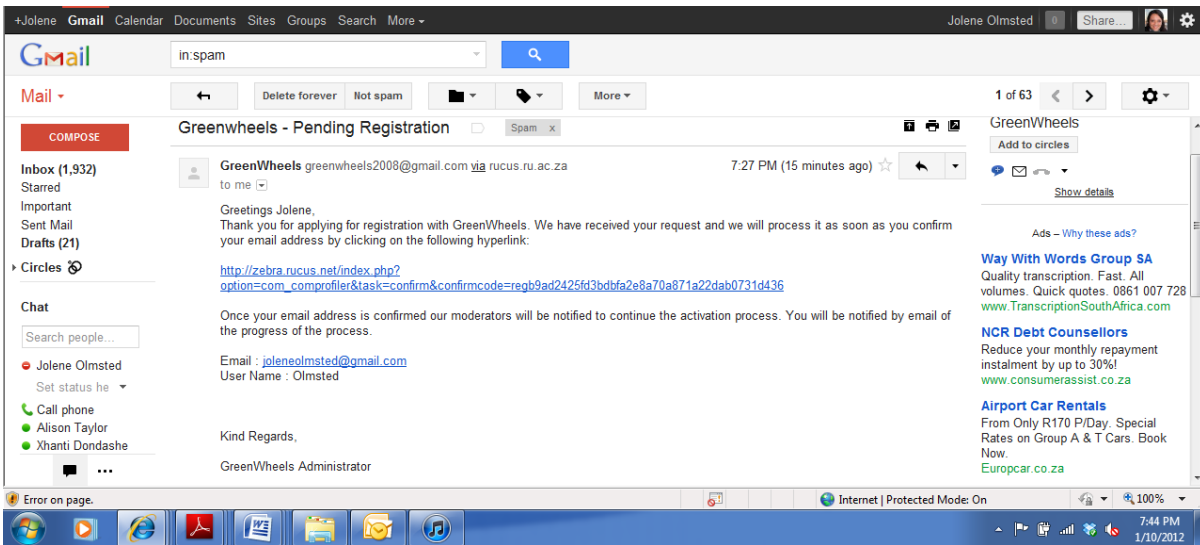 +Jolene Gmail Calendar Documents Sites Groups Search More
Jolene Olmsted 0 Share...
Gmail
in:spam
Mail
Delete forever Not spam More
1 of 63
COMPOSE
Inbox (1,932)
Starred
Important
Sent Mail
Drafts (21)
Circles
Chat
Search people...
Jolene Olmsted
Set status he
Call phone
Alison Taylor
Xhanti Dondashe
Greenwheels - Pending Registration Spam x
GreenWheels greenwheels2008@gmail.com via rucus.ru.ac.za 7:27 PM (15 minutes ago)
to me
Greetings Jolene,
Thank you for applying for registration with GreenWheels. We have received your request and we will process it as soon as you confirm
your email address by clicking on the following hyperlink:
http://zebra.rucus.net/index.php?
option=com_comprofiler&task=confirm&confirmcode=regb9ad2425fd3bdbfa2e8a70a871a22dab0731d436
Once your email address is confirmed our moderators will be notified to continue the activation process. You will be notified by email of
the progress of the process.
Email : joleneolmsted@gmail.com
User Name : Olmsted
Kind Regards,
GreenWheels Administrator
GreenWheels
Add to circles
Show details
Ads – Why these ads?
Way With Words Group SA
Quality transcription. Fast. All
volumes. Quick quotes. 0861 007 728
www.TranscriptionSouthAfrica.com
NCR Debt Counsellors
Reduce your monthly repayment
instalment by up to 30%!
www.consumerassist.co.za
Airport Car Rentals
From Only R170 P/Day. Special
Rates on Group A & T Cars. Book
Now.
Europcar.co.za
Error on page.
Internet | Protected Mode: On
100%
7:44 PM
1/10/2012